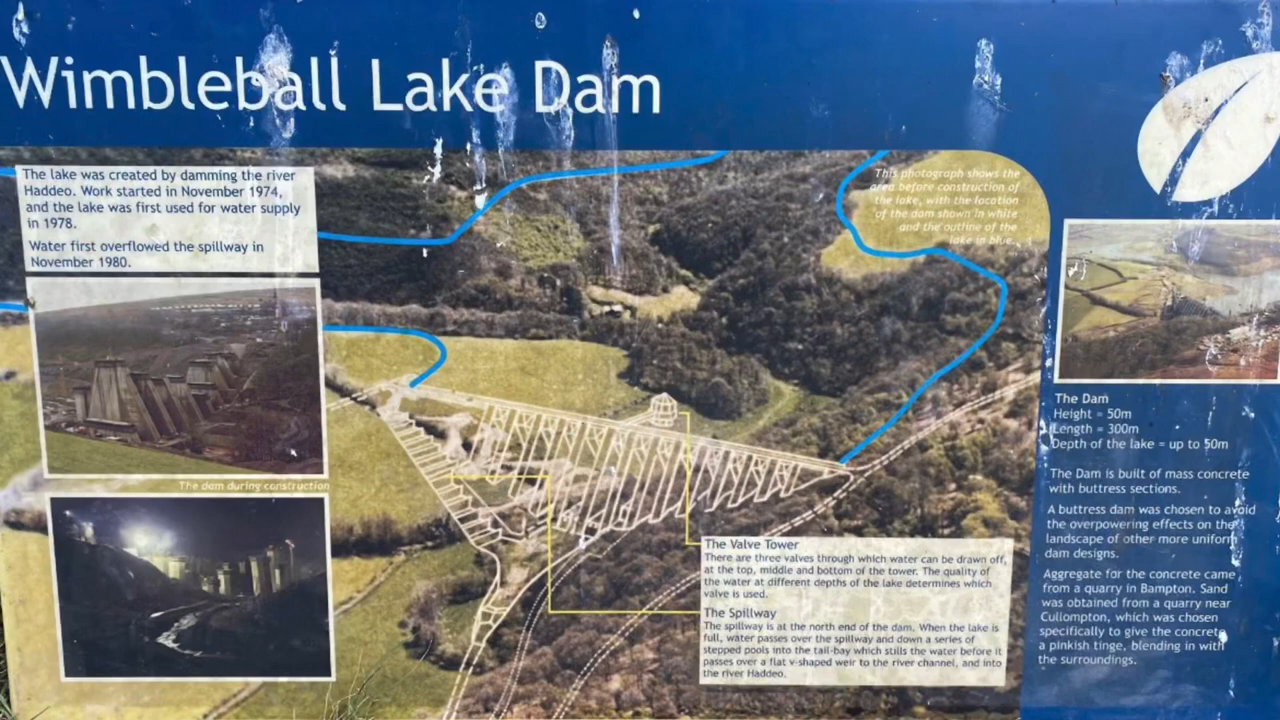 Wimbleball Lake Dam
The lake was created by damming the river
Haddeo. Work started in November 1974,
and the lake was first used for water supply
in 1978.
Water first overflowed the spillway in
November 1980.
The dam during construction
This photograph shows the
area before construction of
the lake, with the location
of the dam shown in white
and the outline of the
lake in blue.
The Valve Tower
There are three valves through which water can be drawn off,
at the top, middle and bottom of the tower. The quality of
the water at different depths of the lake determines which
valve is used.
The Spillway
The spillway is at the north end of the dam. When the lake is
full, water passes over the spillway and down a series of
stepped pools into the tail-bay which stills the water before it
passes over a flat v-shaped weir to the river channel, and into
the river Haddeo.
The Dam
Height = 50m
Length = 300m
Depth of the lake = up to 50m
The Dam is built of mass concrete
with buttress sections.
A buttress dam was chosen to avoid
the overpowering effects on the
landscape of other more uniform
dam designs.
Aggregate for the concrete came
from a quarry in Bampton. Sand
was obtained from a quarry near
Cullompton, which was chosen
specifically to give the concrete
a pinkish tinge, blending in with
the surroundings.